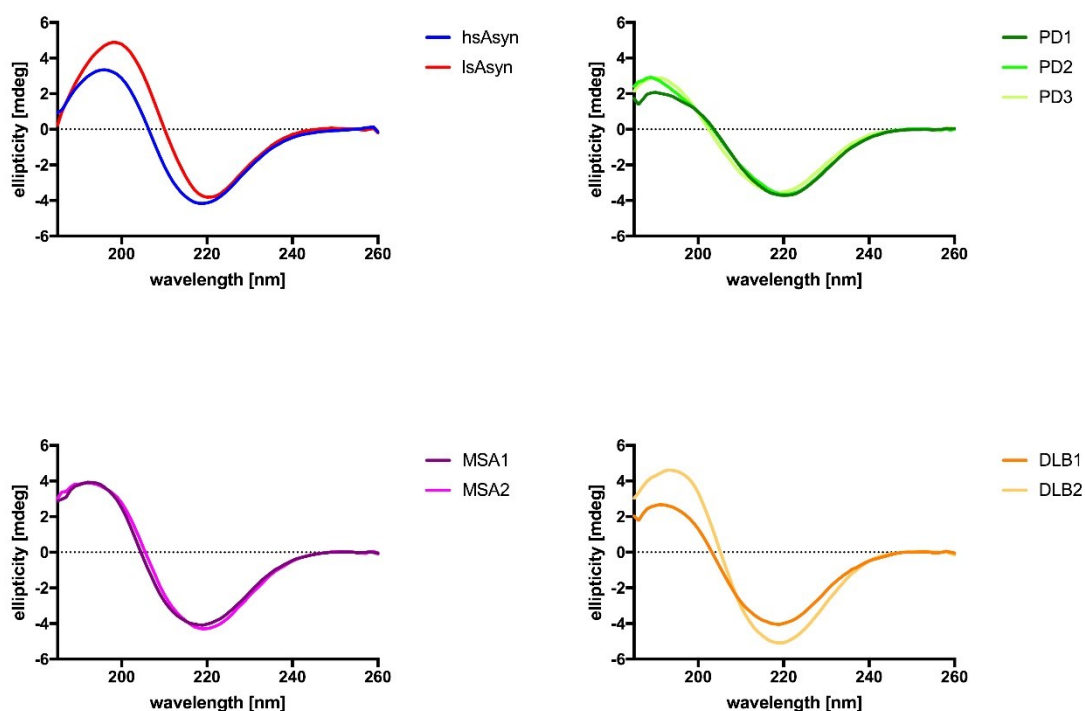 6
4
2
0
-2
-4
-6
ellipticity [mdeg]
200 220 240 260
wavelength [nm]
hsAsyn
lsAsyn
6
4
2
0
-2
-4
-6
ellipticity [mdeg]
200 220 240 260
wavelength [nm]
PD1
PD2
PD3
6
4
2
0
-2
-4
-6
ellipticity [mdeg]
200 220 240 260
wavelength [nm]
MSA1
MSA2
6
4
2
0
-2
-4
-6
ellipticity [mdeg]
200 220 240 260
wavelength [nm]
DLB1
DLB2